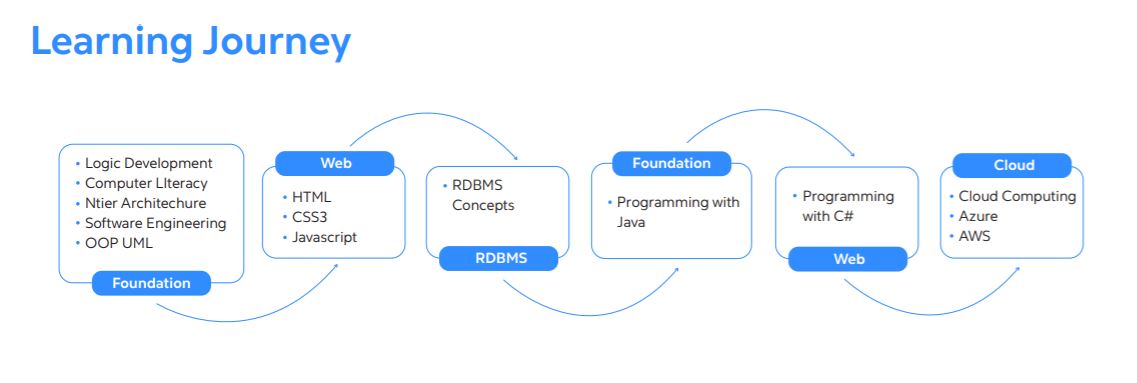 Learning Journey
• Logic Development
• Computer LIteracy
• Ntier Architechure
• Software Engineering
• OOP UML
Foundation
Web
• HTML
• CSS3
• Javascript
• RDBMS
Concepts
RDBMS
Foundation
• Programming with
Java
• Programming
with C#
Web
Cloud
• Cloud Computing
• Azure
• AWS